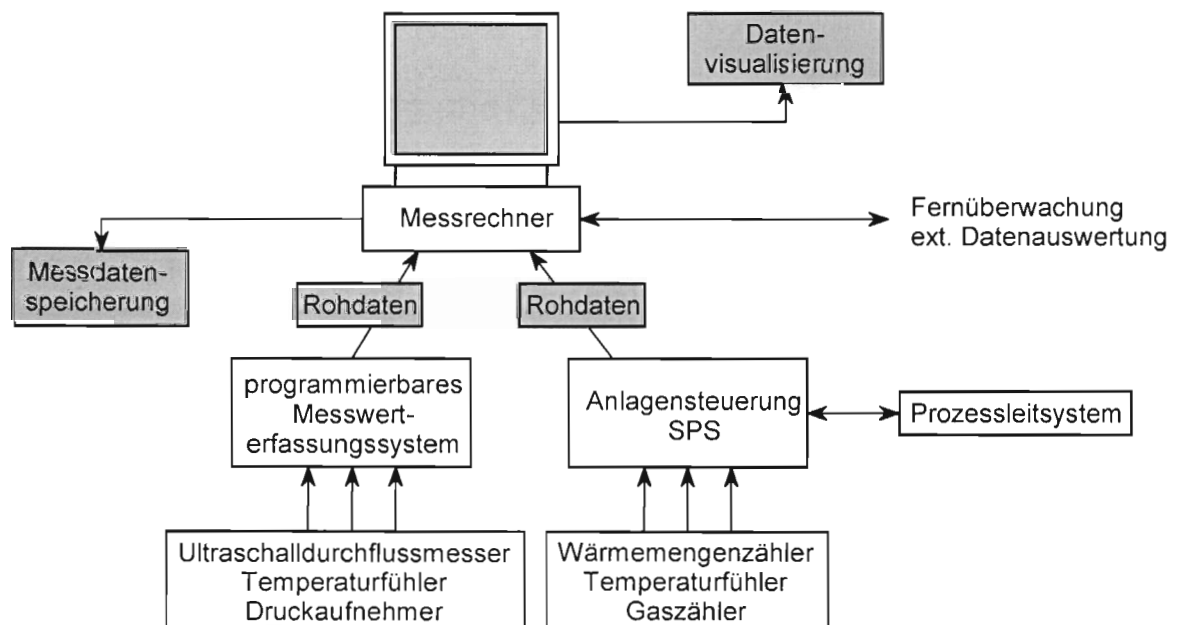 Daten-
visualisierung
Messrechner
Fernüberwachung
ext. Datenauswertung
Messdaten-
speicherung
Rohdaten
Rohdaten
programmierbares
Messwert-
erfassungssystem
Anlagensteuerung
SPS
Prozessleitsystem
Ultraschalldurchflussmesser
Temperaturfühler
Druckaufnehmer
Wärmemengenzähler
Temperaturfühler
Gaszähler